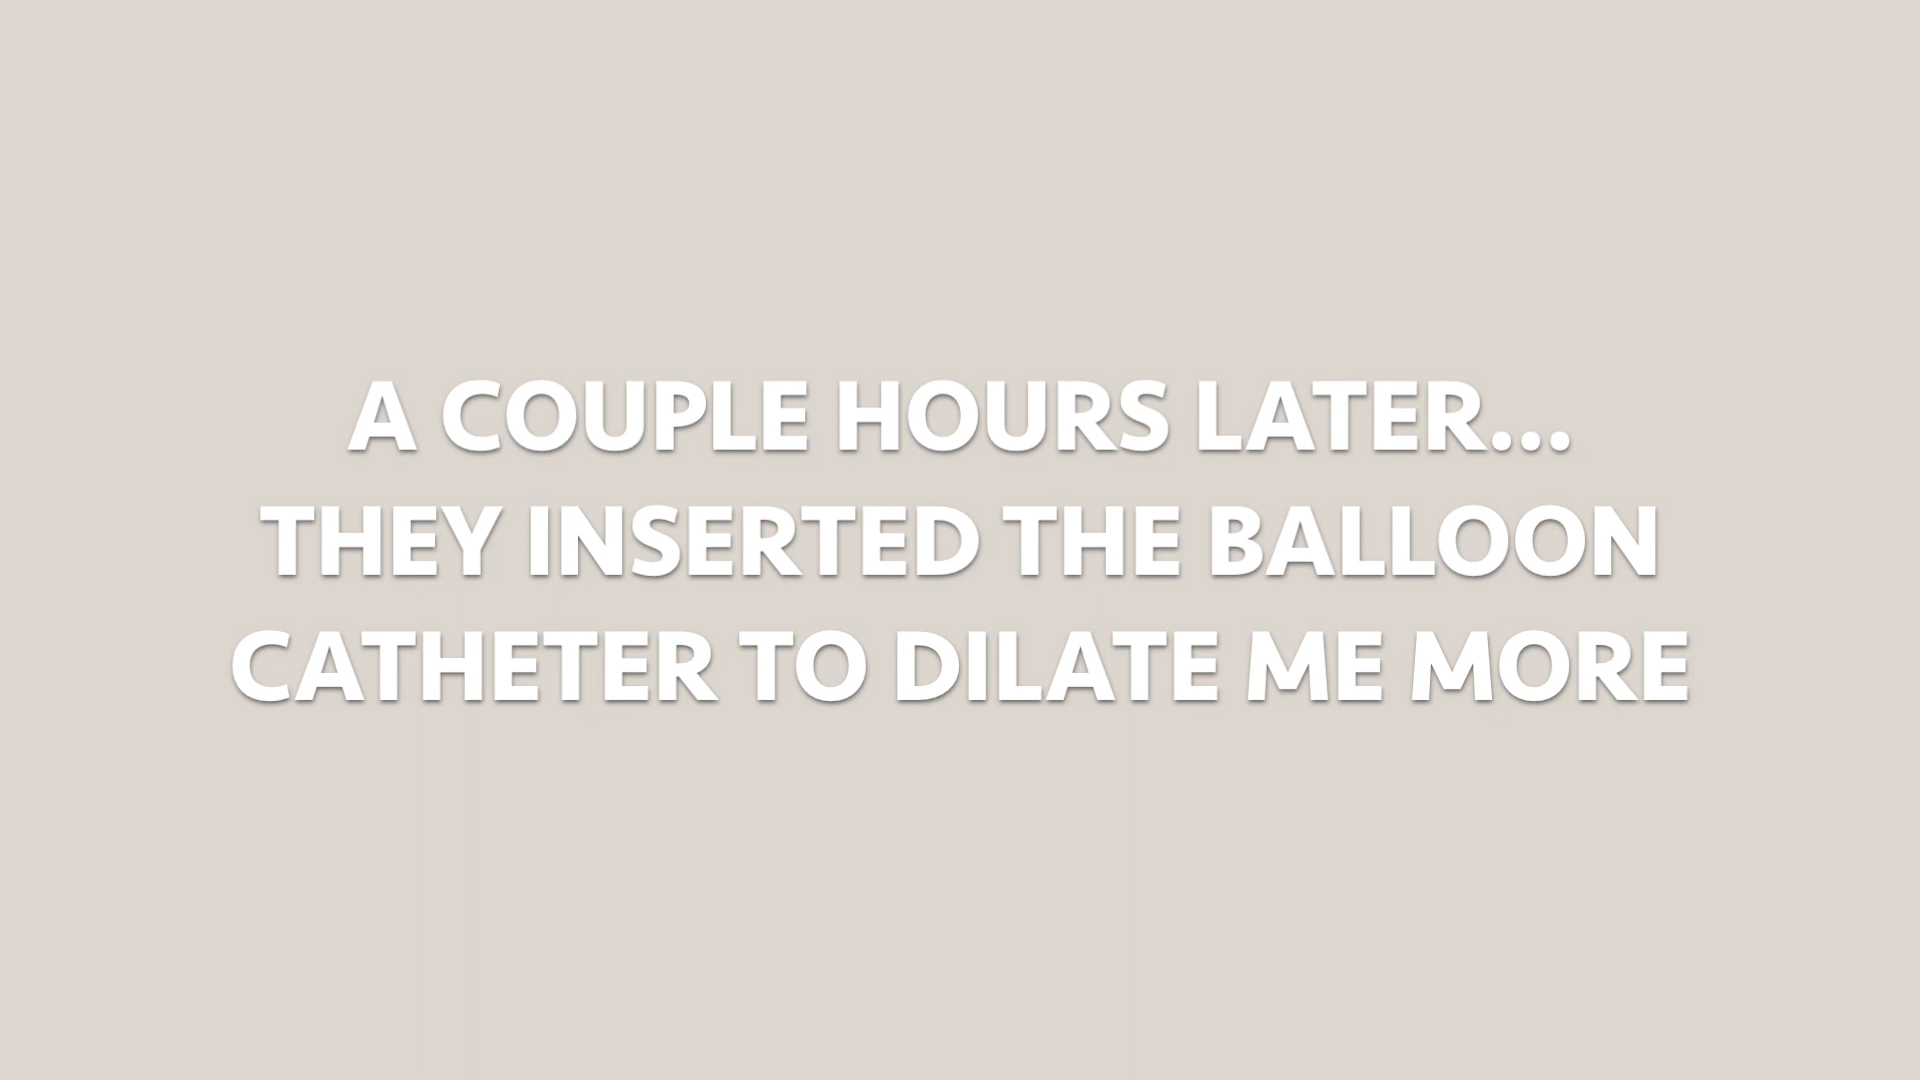 A COUPLE HOURS LATER...
THEY INSERTED THE BALLOON
CATHETER TO DILATE ME MORE